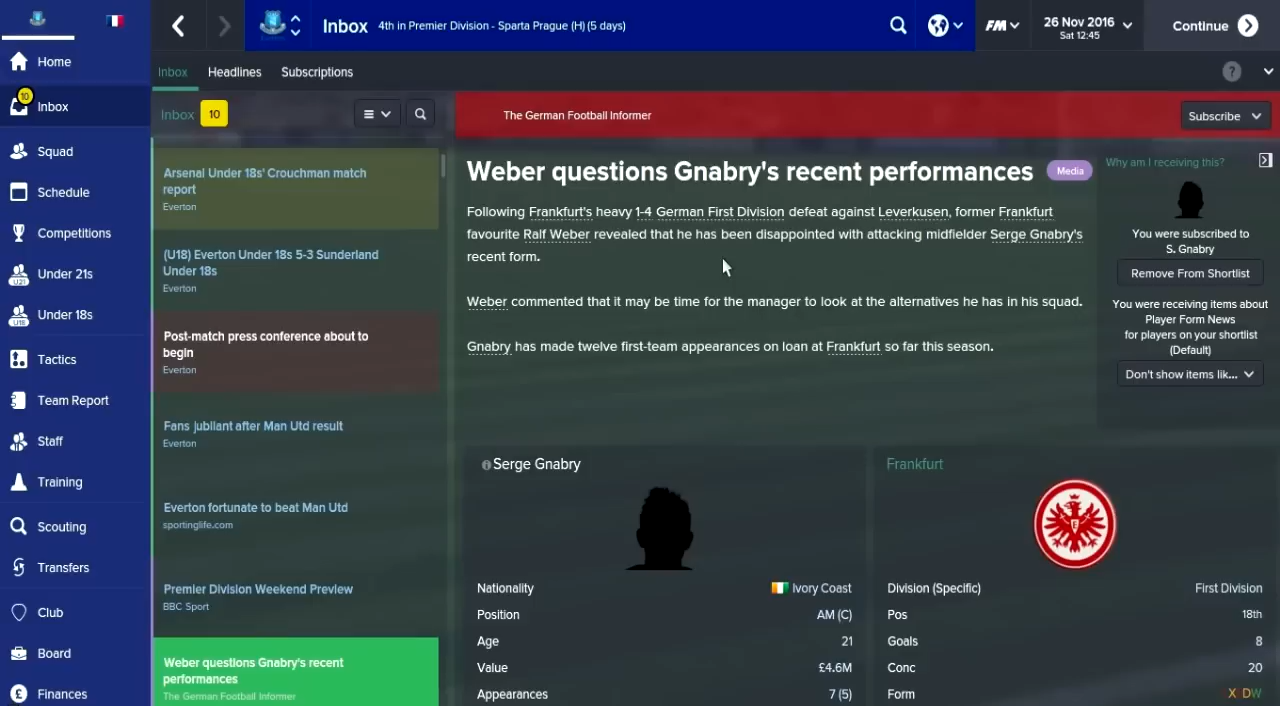 Inbox
4th in Premier Division - Sparta Prague (H) (5 days)
FM
26 Nov 2016
Sat 12:45
Continue
Home
10
Inbox
Squad
Schedule
Competitions
U21
Under 21s
U18
Under 18s
Tactics
Team Report
Staff
Training
Scouting
Transfers
Club
Board
£
Finances
Inbox
Headlines
Subscriptions
?
Inbox
10
Arsenal Under 18s' Crouchman match
report
Everton
(U18) Everton Under 18s 5-3 Sunderland
Under 18s
Everton
Post-match press conference about to
begin
Everton
Fans jubilant after Man Utd result
Everton
Everton fortunate to beat Man Utd
sportinglife.com
Premier Division Weekend Preview
BBC Sport
Weber questions Gnabry's recent
performances
The German Football Informer
The German Football Informer
Subscribe
Weber questions Gnabry's recent performances
Media
Following Frankfurt's heavy 1-4 German First Division defeat against Leverkusen, former Frankfurt
favourite Ralf Weber revealed that he has been disappointed with attacking midfielder Serge Gnabry's
recent form.
Weber commented that it may be time for the manager to look at the alternatives he has in his squad.
Gnabry has made twelve first-team appearances on loan at Frankfurt so far this season.
Why am I receiving this?
You were subscribed to
S. Gnabry
Remove From Shortlist
You were receiving items about
Player Form News
for players on your shortlist
(Default)
Don't show items lik...
Serge Gnabry
Nationality Ivory Coast
Position AM (C)
Age 21
Value £4.6M
Appearances 7 (5)
Frankfurt
Division (Specific) First Division
Pos 18th
Goals 8
Conc 20
Form X DW